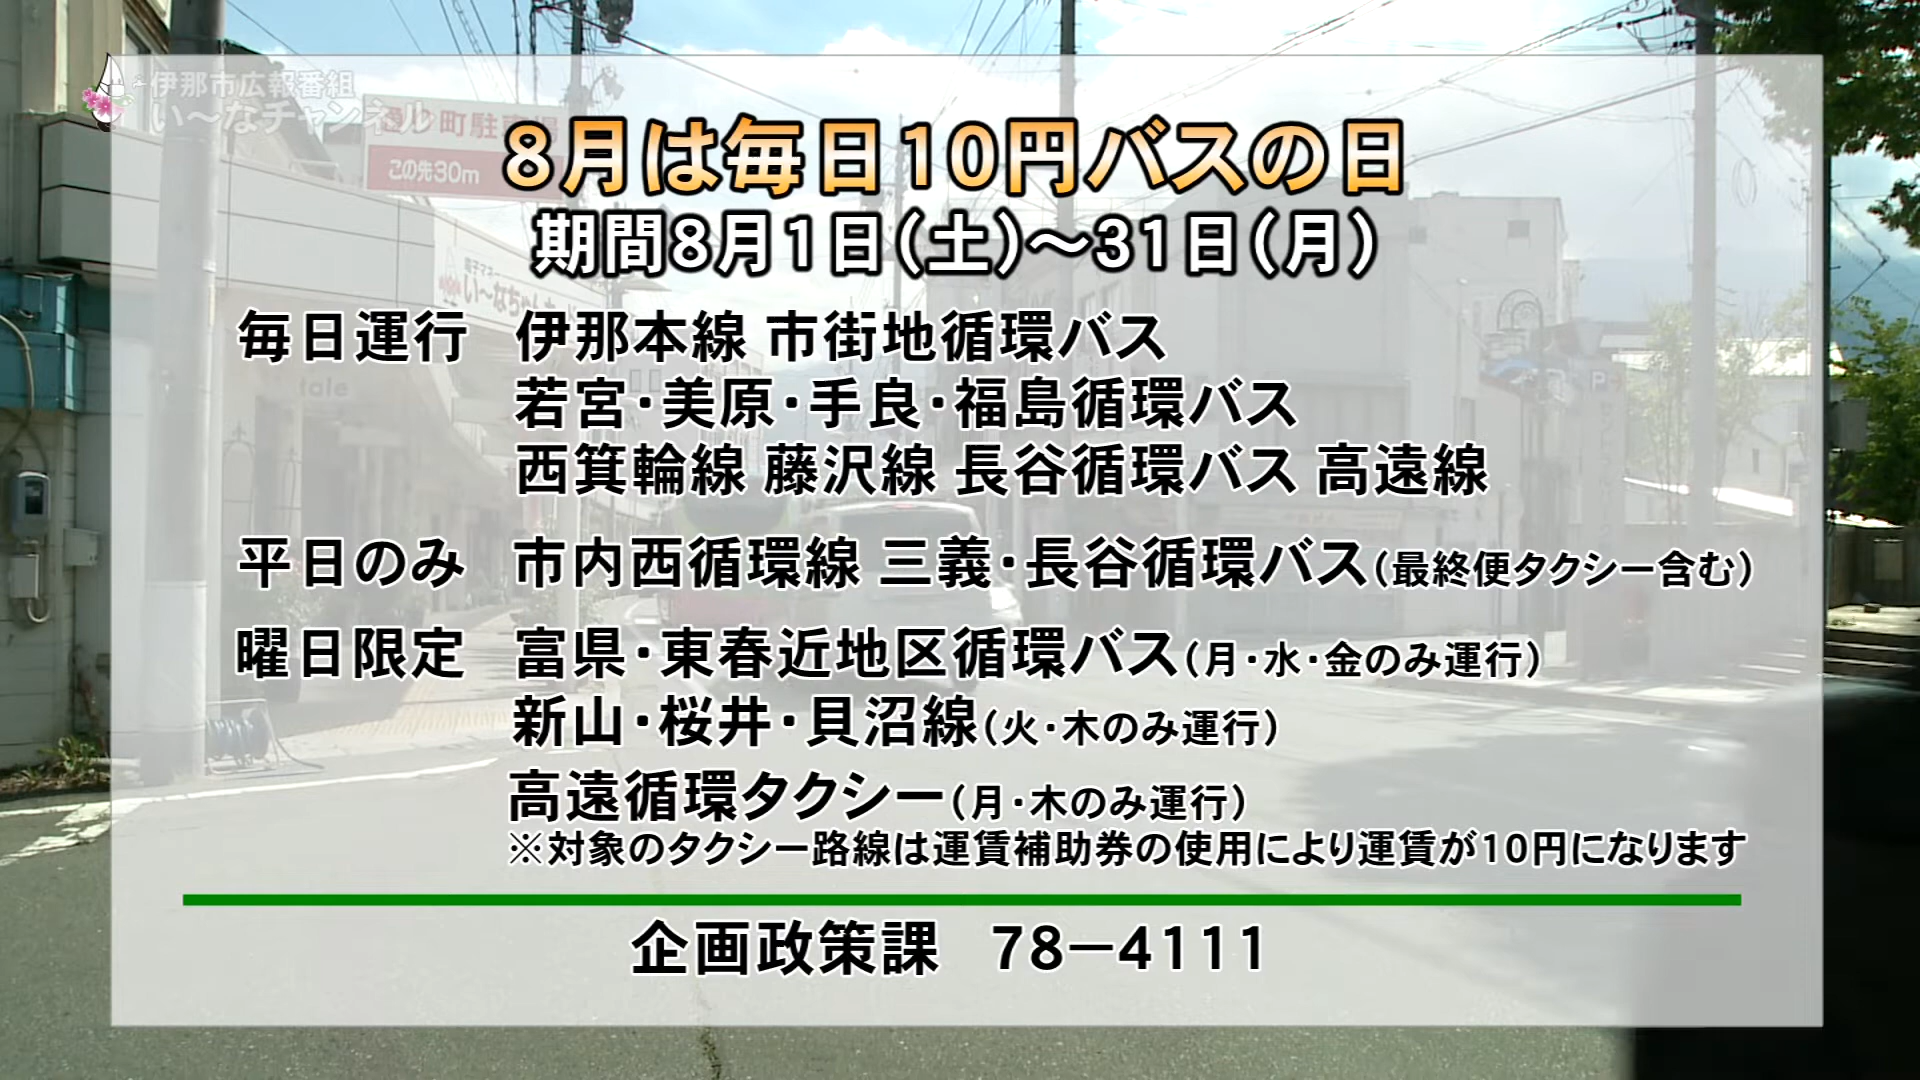 伊那市広報番組
い〜なチャンネル
町駐車場
この先30m
8月は毎日10円バスの日
期間8月1日(土)〜31日(月)
い〜なちゃん
毎日運行 伊那本線 市街地循環バス
若宮・美原・手良・福島循環バス
西箕輪線 藤沢線 長谷循環バス 高遠線
平日のみ 市内西循環線 三義・長谷循環バス(最終便タクシー含む)
曜日限定 富県・東春近地区循環バス(月・水・金のみ運行)
新山・桜井・貝沼線(火・木のみ運行)
高遠循環タクシー(月・木のみ運行)
※対象のタクシー路線は運賃補助券の使用により運賃が10円になります
企画政策課 78−4111